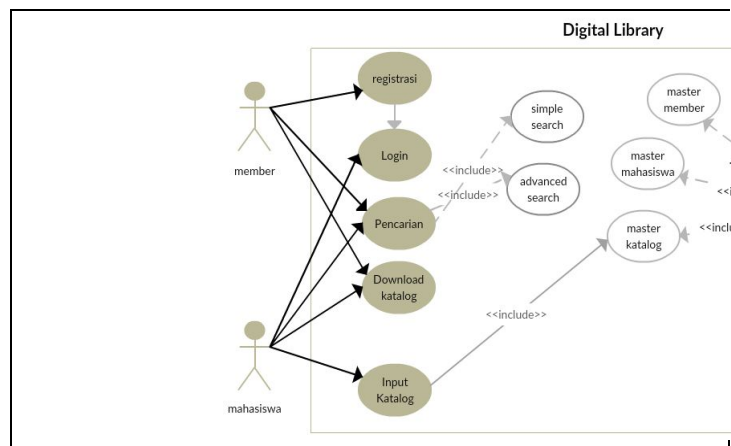 Digital Library
registrasi
simple
search
master
member
member
Login
<<include>>
<<include>>
advanced
search
master
mahasiswa
Pencarian
master
katalog
Download
katalog
<<include>>
mahasiswa
Input
Katalog